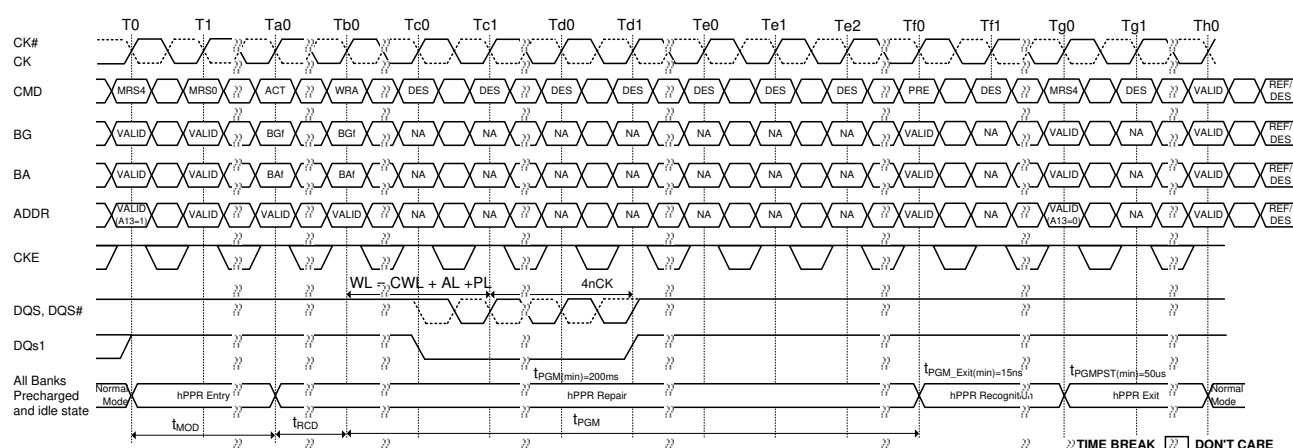 T0 T1 Ta0 Tb0 Tc0 Tc1 Td0 Td1 Te0 Te1 Te2 Tf0 Tf1 Tg0 Tg1 Th0
CK#
CK
CMD MRS4 MRS0 ACT WRA DES DES DES DES DES DES DES PRE DES MRS4 DES VALID REF/ DES
BG VALID VALID BGf BGf NA NA NA NA NA NA NA VALID NA VALID NA VALID REF/ DES
BA VALID VALID BAf BAf NA NA NA NA NA NA NA VALID NA VALID NA VALID REF/ DES
ADDR VALID (A13=1) VALID VALID VALID NA NA NA NA NA NA NA VALID NA VALID (A13=0) NA VALID REF/ DES
CKE
WL = CWL + AL +PL 4nCK
DQS, DQS#
DQs1
tPGM(min)=200ms tPGM_Exit(min)=15ns tPGMPST(min)=50us
All Banks
Precharged
and idle state
Normal Mode hPPR Entry hPPR Repair hPPR Recognition hPPR Exit Normal Mode
tMOD tRCD tPGM
TIME BREAK DON'T CARE